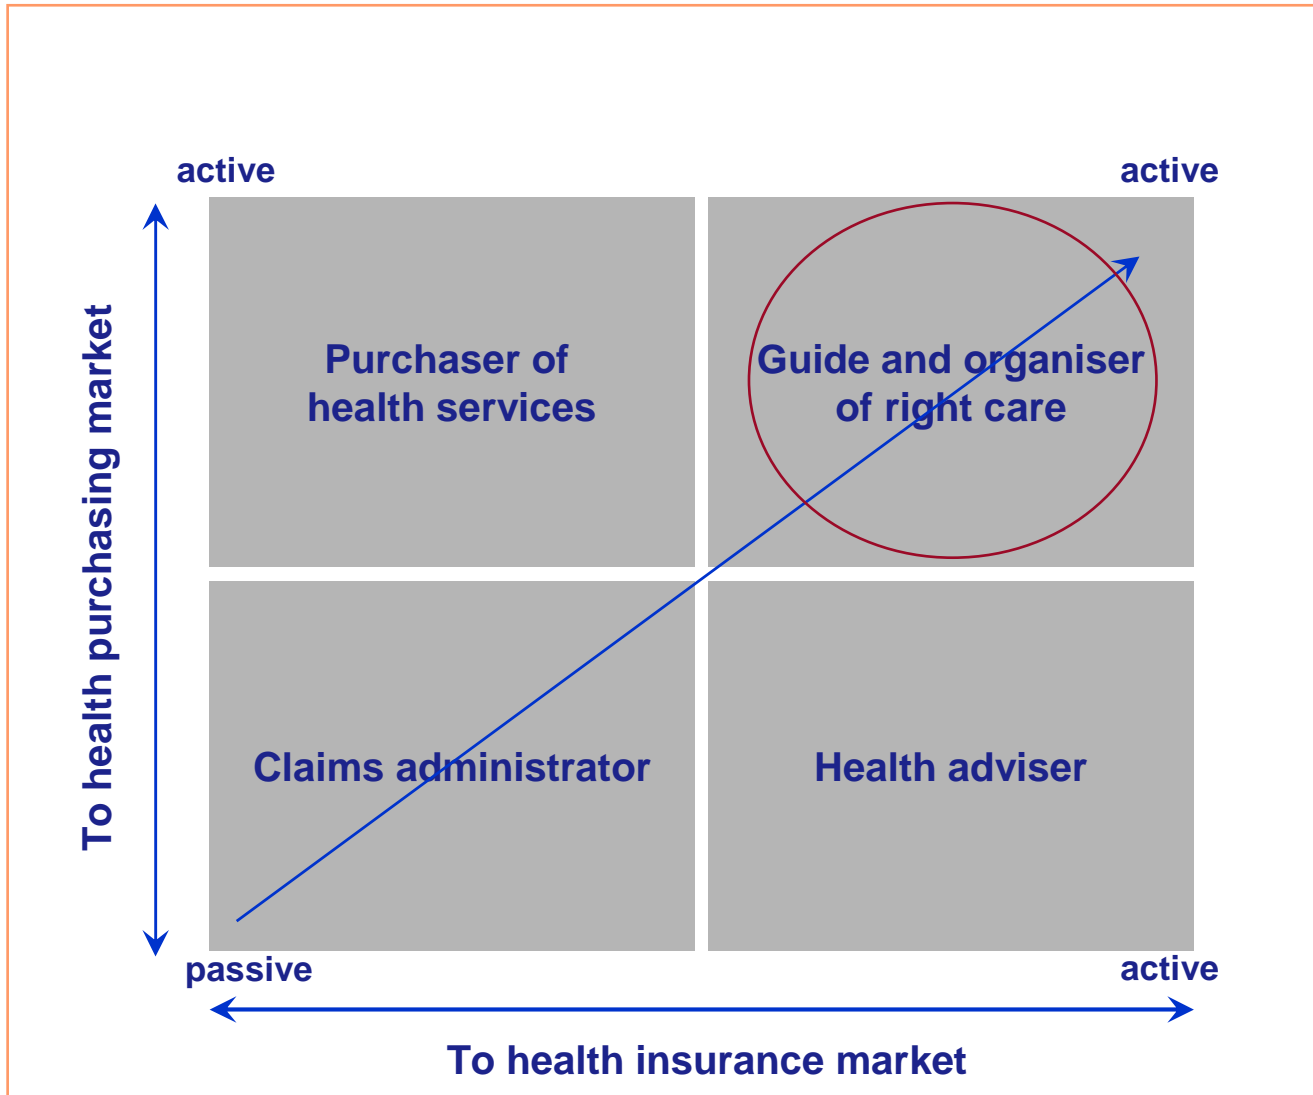 active
active
To health purchasing market
Purchaser of
health services
Guide and organiser
of right care
Claims administrator
Health adviser
passive
active
To health insurance market